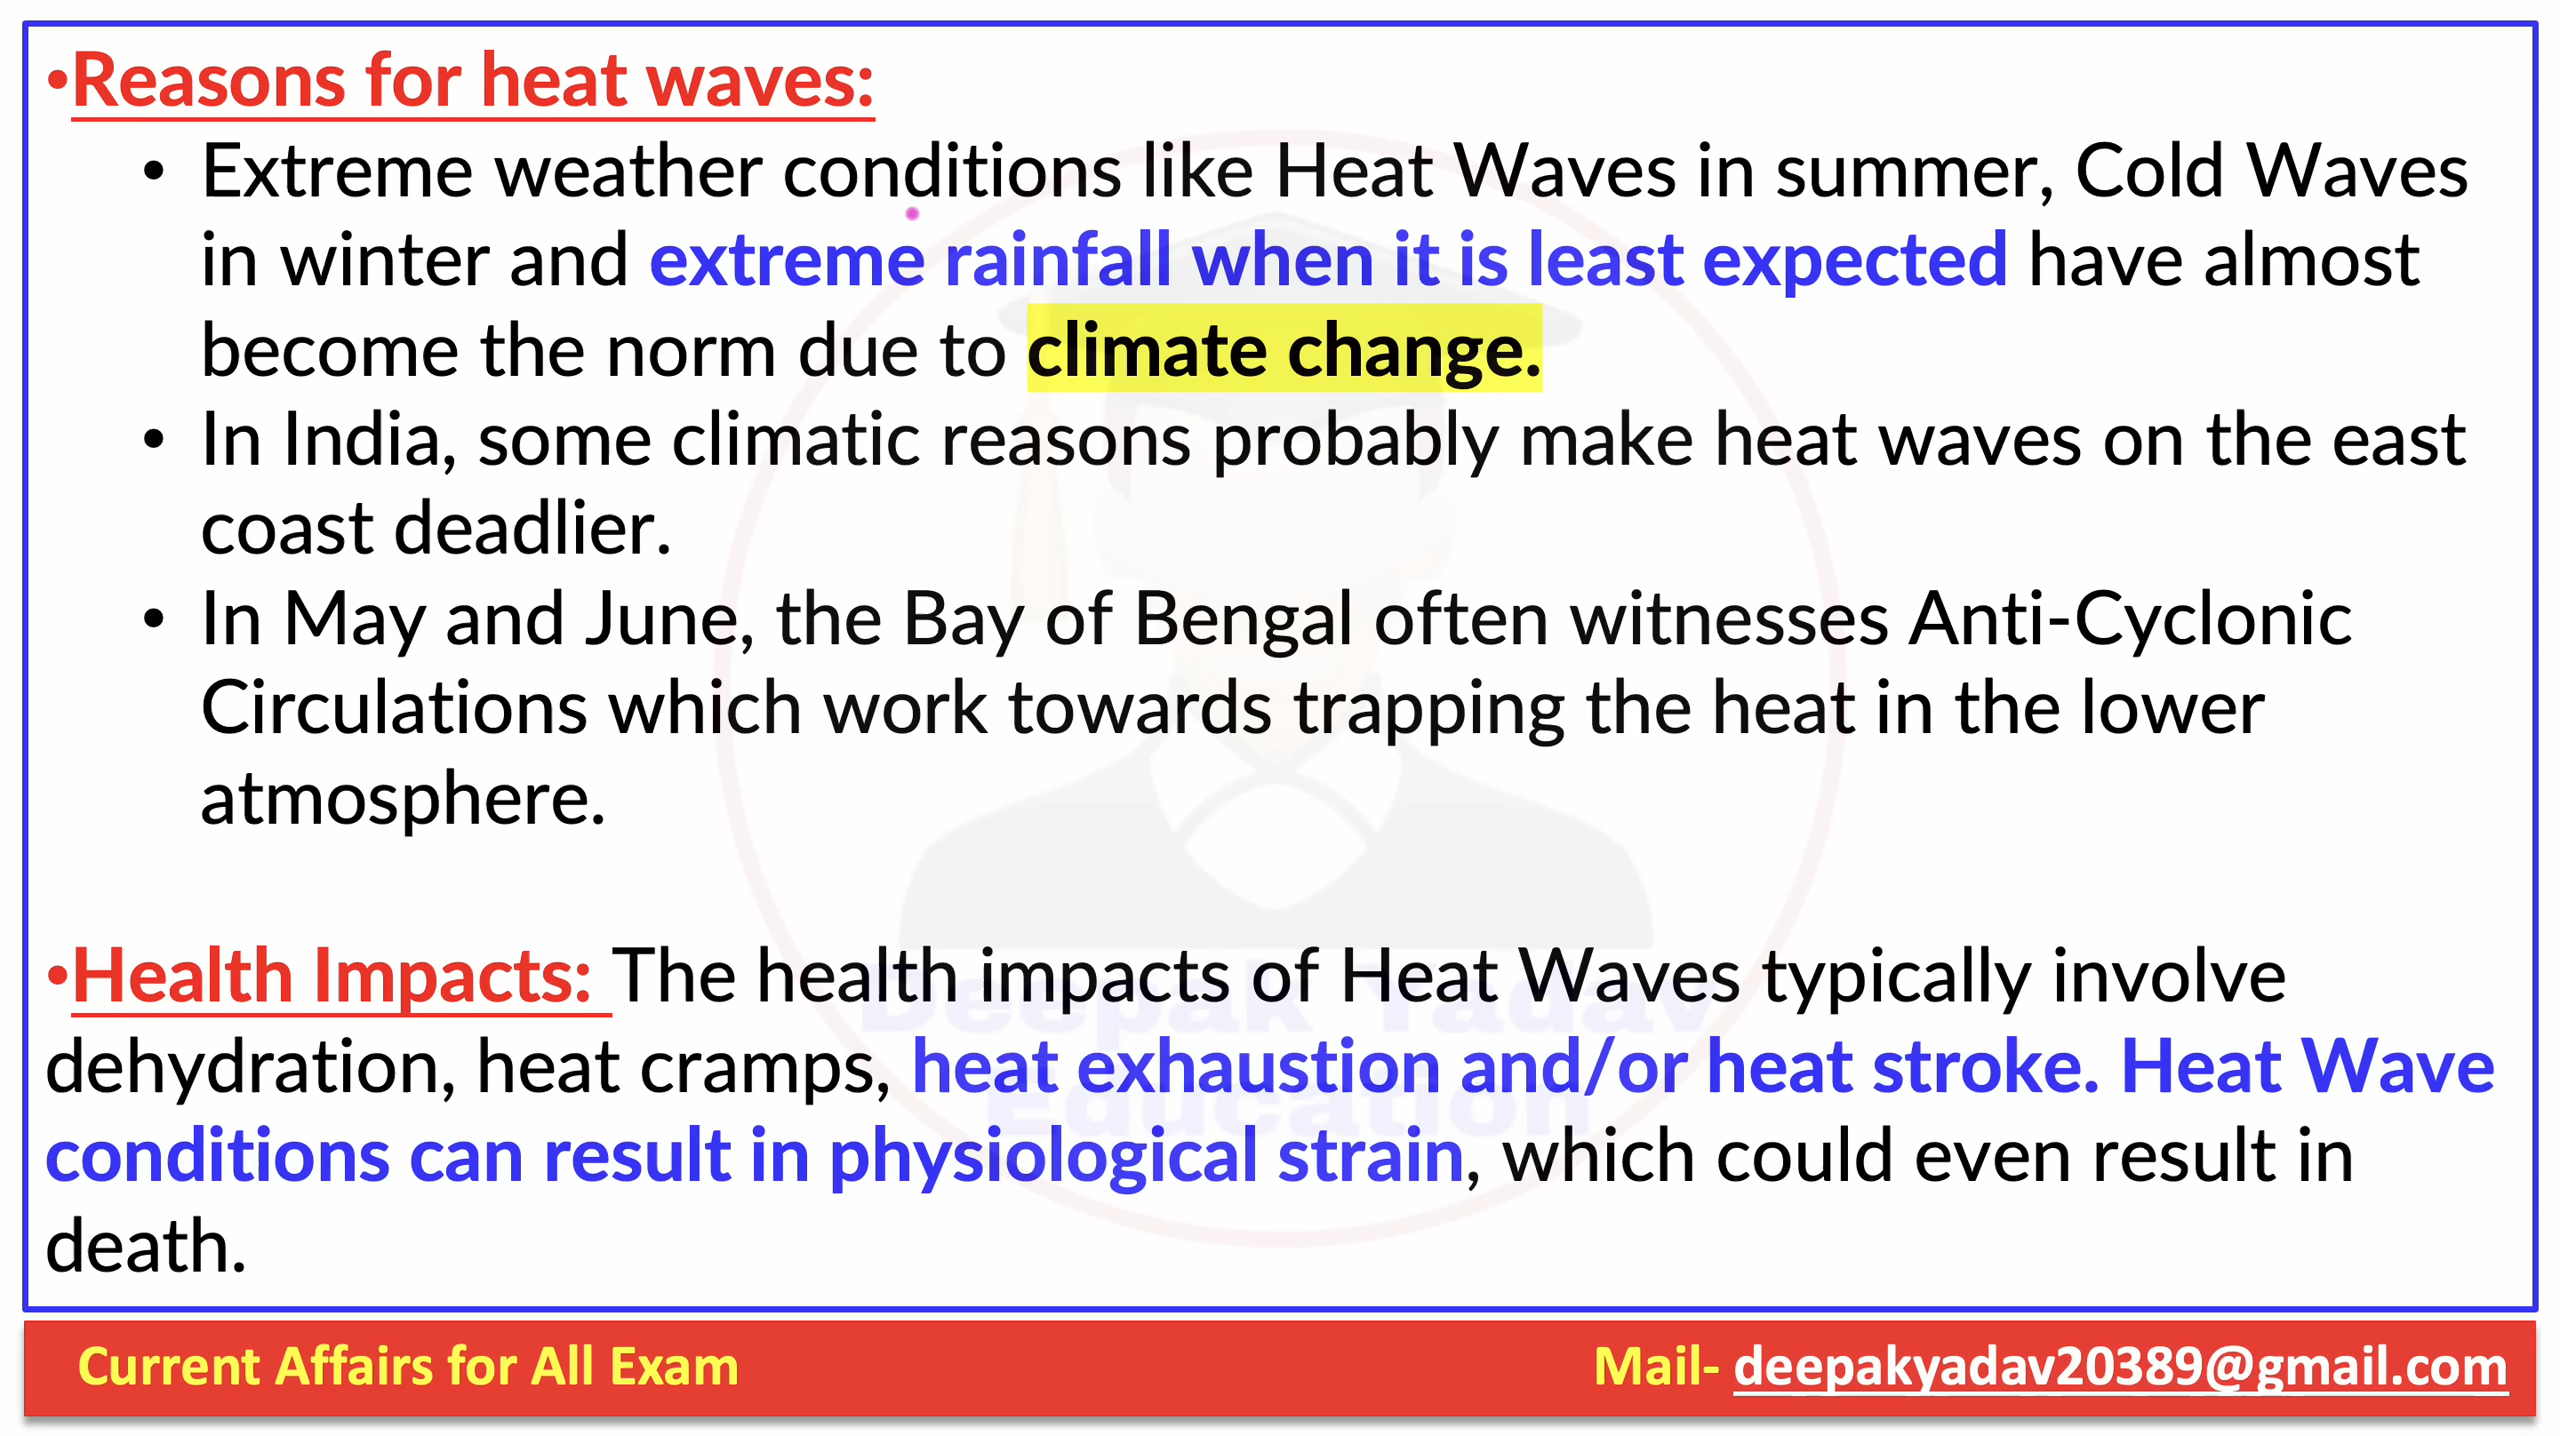 •Reasons for heat waves:
• Extreme weather conditions like Heat Waves in summer, Cold Waves
in winter and extreme rainfall when it is least expected have almost
become the norm due to climate change.
• In India, some climatic reasons probably make heat waves on the east
coast deadlier.
• In May and June, the Bay of Bengal often witnesses Anti-Cyclonic
Circulations which work towards trapping the heat in the lower
atmosphere.
•Health Impacts: The health impacts of Heat Waves typically involve
dehydration, heat cramps, heat exhaustion and/or heat stroke. Heat Wave
conditions can result in physiological strain, which could even result in
death.
Deepak Yadav
Education
Current Affairs for All Exam
Mail- deepakyadav20389@gmail.com